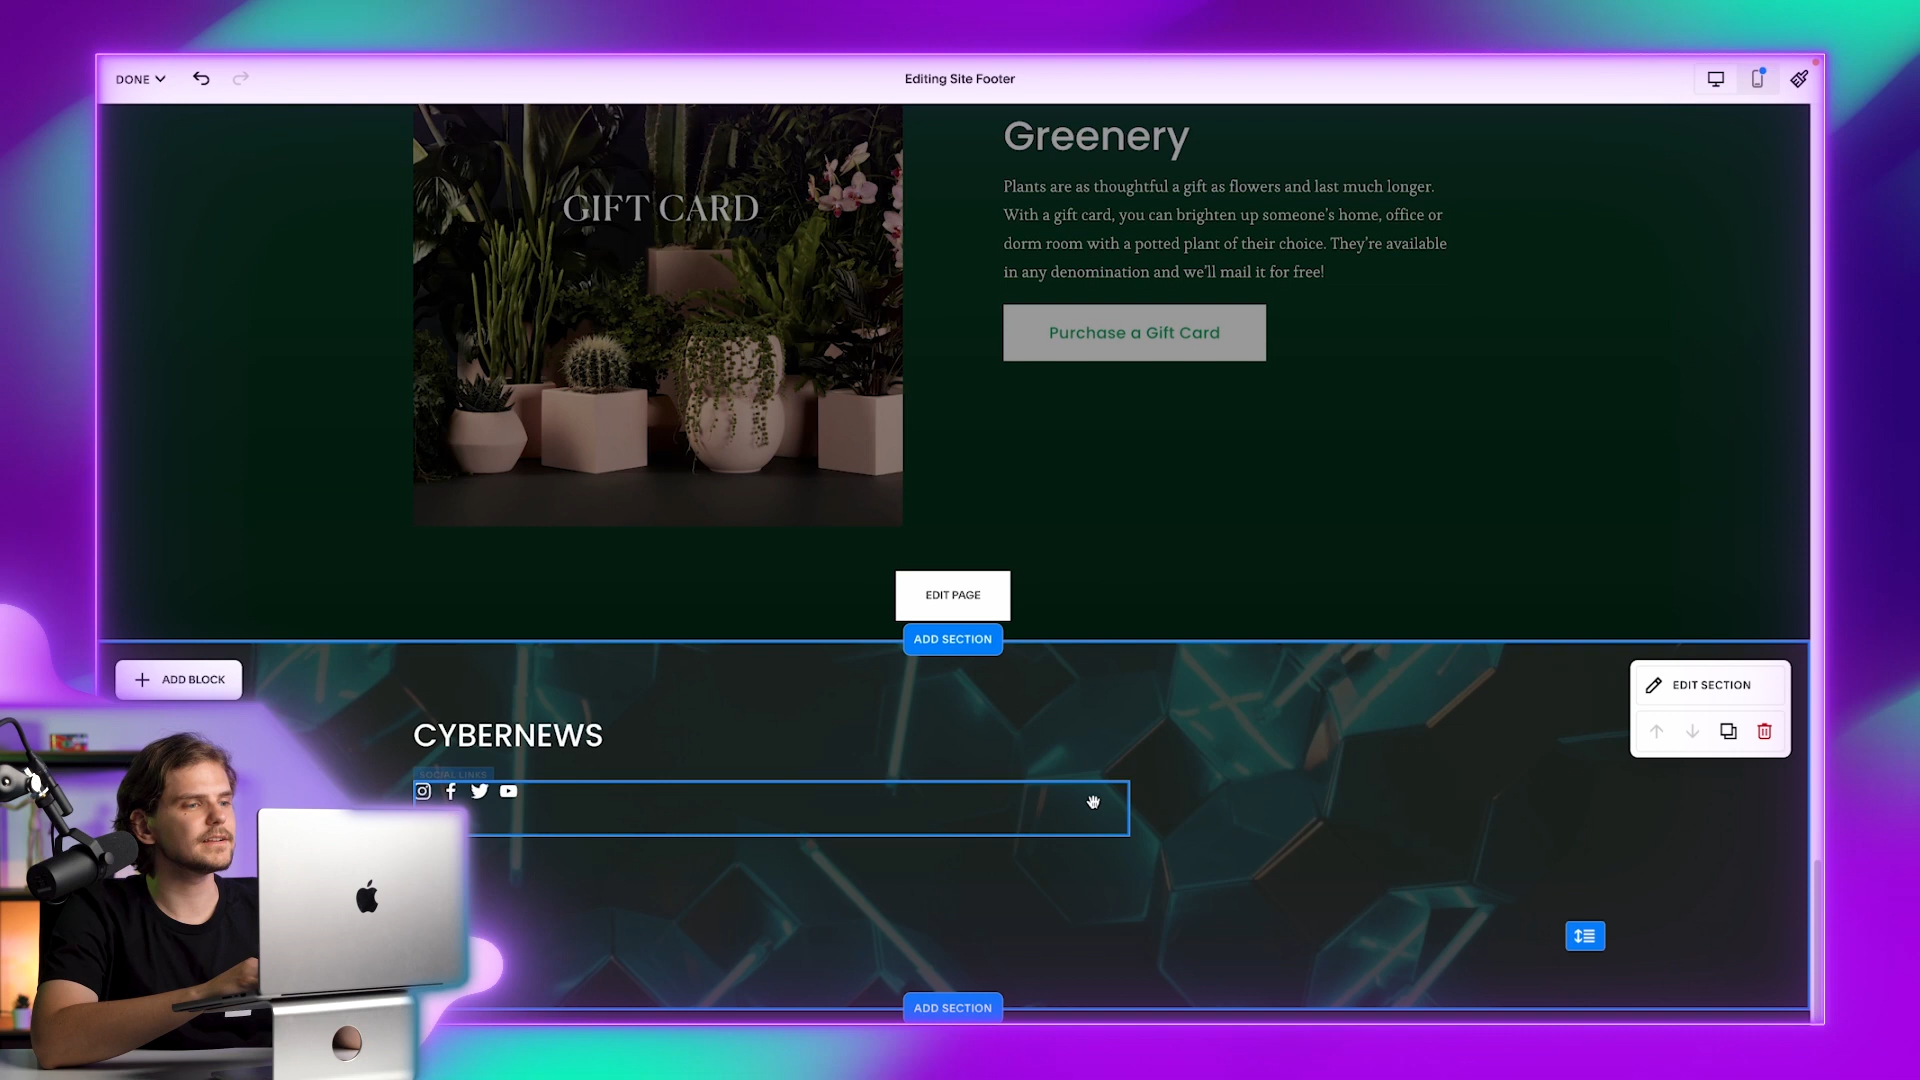 DONE
Editing Site Footer
GIFT CARD
Greenery
Plants are as thoughtful a gift as flowers and last much longer.
With a gift card, you can brighten up someone's home, office or
dorm room with a potted plant of their choice. They're available
in any denomination and we'll mail it for free!
Purchase a Gift Card
EDIT PAGE
ADD SECTION
ADD BLOCK
EDIT SECTION
CYBERNEWS
SOCIAL LINKS
ADD SECTION